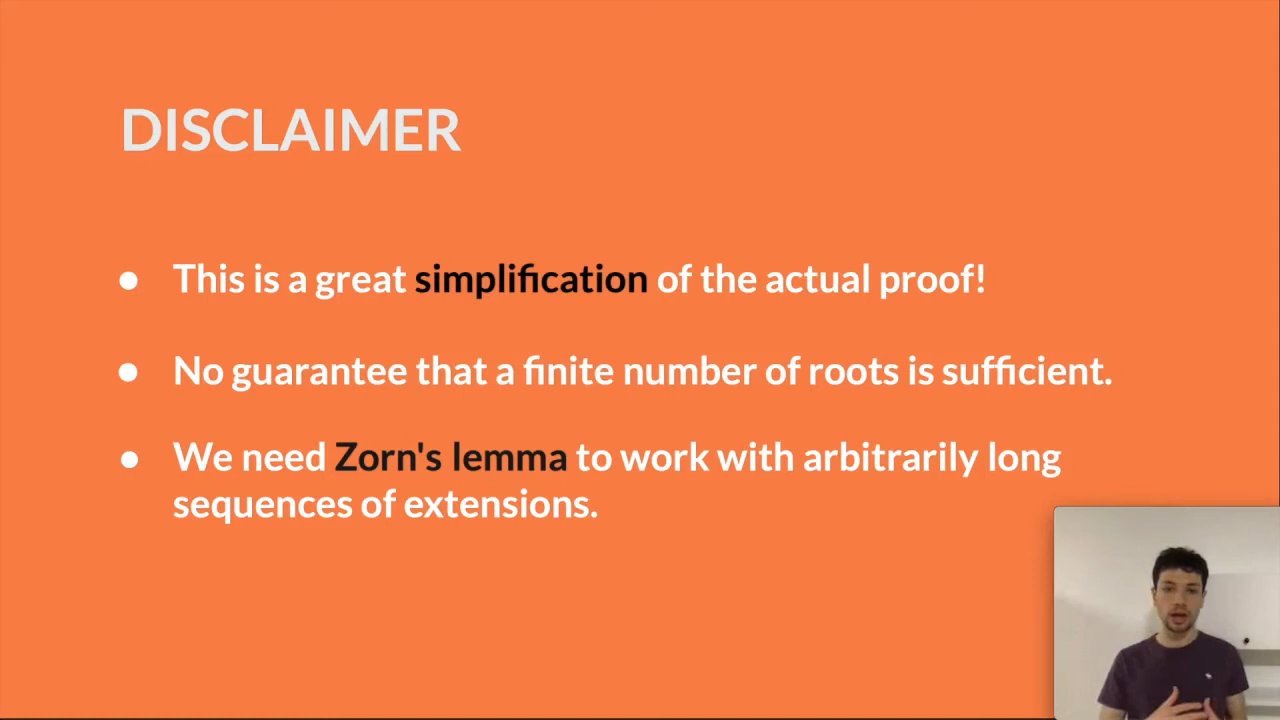 DISCLAIMER
● This is a great simplification of the actual proof!
● No guarantee that a finite number of roots is sufficient.
● We need Zorn's lemma to work with arbitrarily long
sequences of extensions.